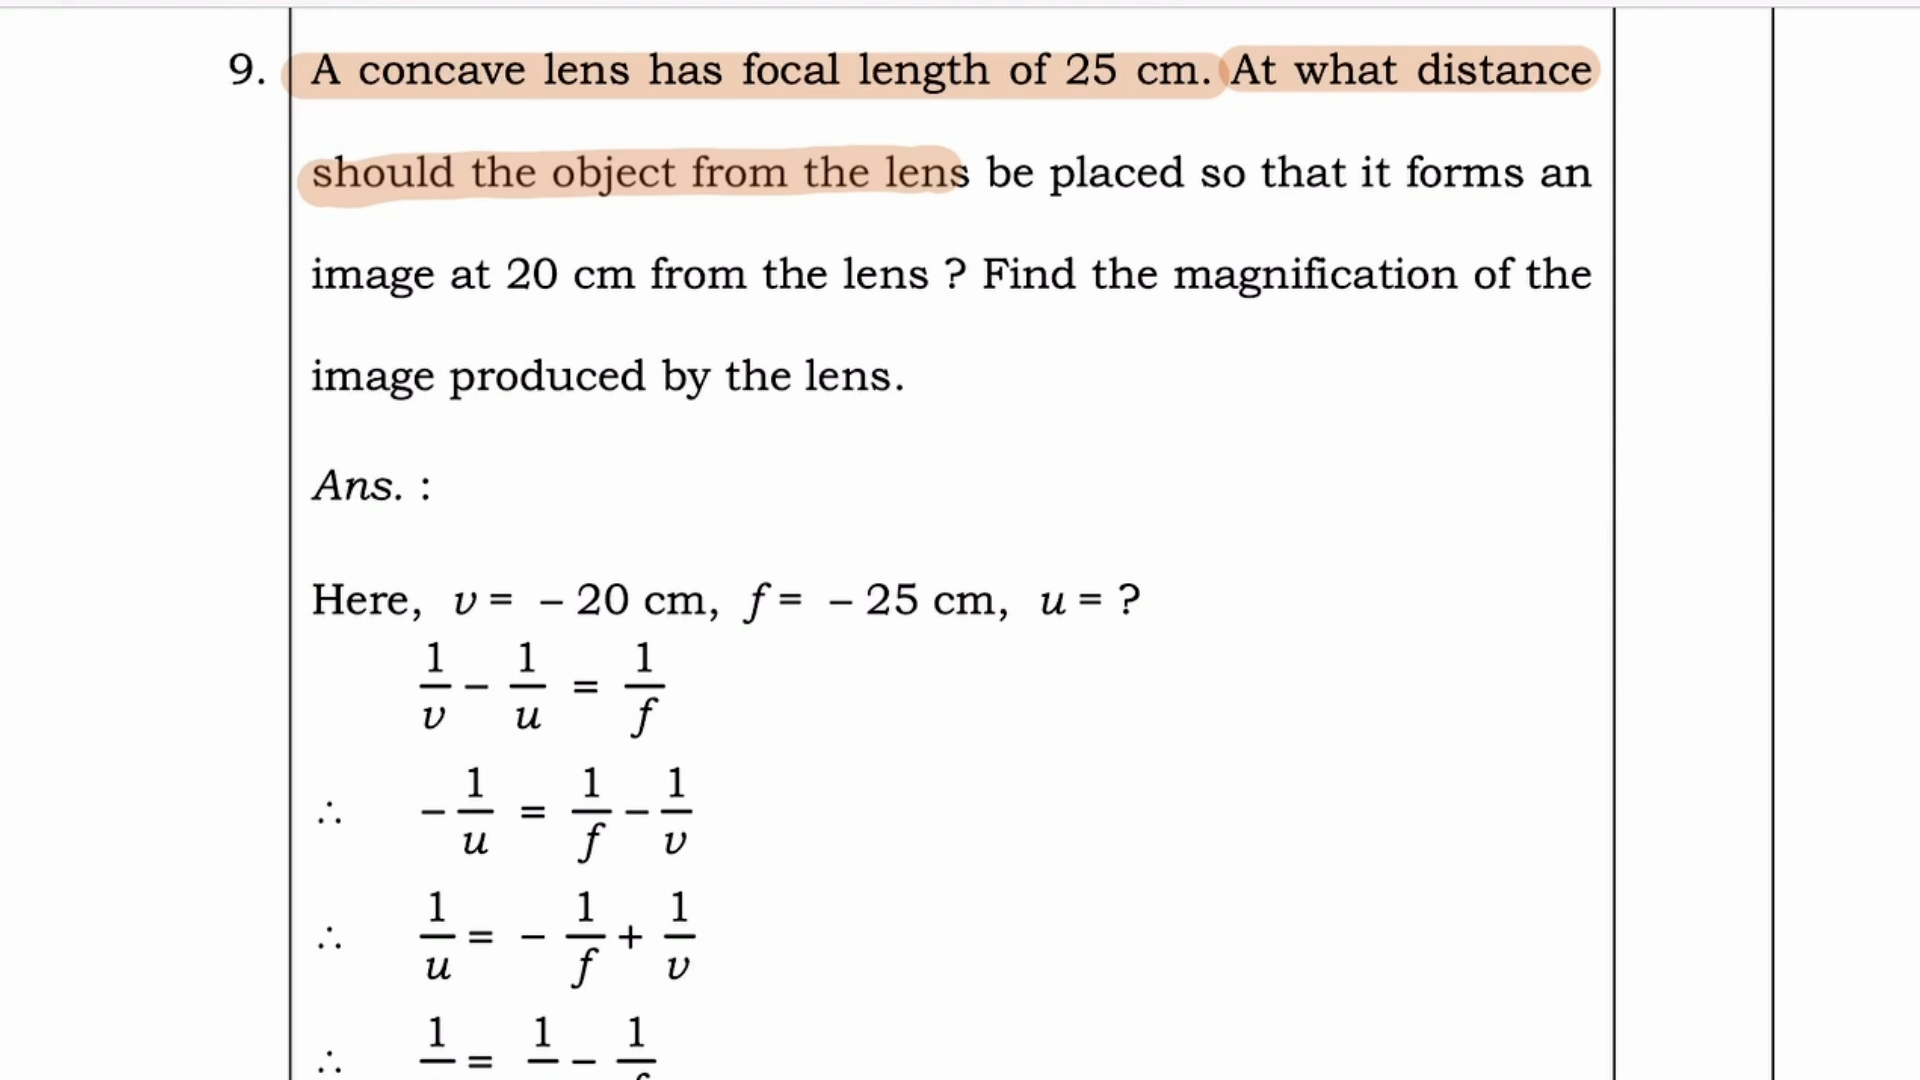 9. A concave lens has focal length of 25 cm. At what distance
should the object from the lens be placed so that it forms an
image at 20 cm from the lens ? Find the magnification of the
image produced by the lens.
Ans. :
Here, v = – 20 cm, f = – 25 cm, u = ?
1/v – 1/u = 1/f
∴ – 1/u = 1/f – 1/v
∴ 1/u = – 1/f + 1/v
∴ 1 = 1 – 1